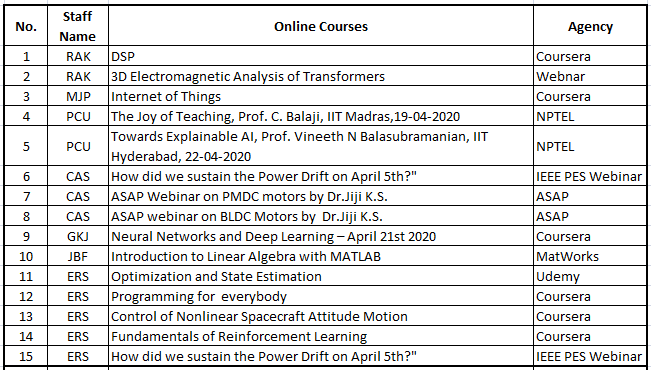 No. Staff Name Online Courses Agency
1 RAK DSP Coursera
2 RAK 3D Electromagnetic Analysis of Transformers Webnar
3 MJP Internet of Things Coursera
4 PCU The Joy of Teaching, Prof. C. Balaji, IIT Madras,19-04-2020 NPTEL
5 PCU Towards Explainable AI, Prof. Vineeth N Balasubramanian, IIT
Hyderabad, 22-04-2020 NPTEL
6 CAS How did we sustain the Power Drift on April 5th?" IEEE PES Webinar
7 CAS ASAP Webinar on PMDC motors by Dr.Jiji K.S. ASAP
8 CAS ASAP webinar on BLDC Motors by  Dr.Jiji K.S. ASAP
9 GKJ Neural Networks and Deep Learning – April 21st 2020 Coursera
10 JBF Introduction to Linear Algebra with MATLAB MatWorks
11 ERS Optimization and State Estimation Udemy
12 ERS Programming for  everybody Coursera
13 ERS Control of Nonlinear Spacecraft Attitude Motion Coursera
14 ERS Fundamentals of Reinforcement Learning Coursera
15 ERS How did we sustain the Power Drift on April 5th?" IEEE PES Webinar